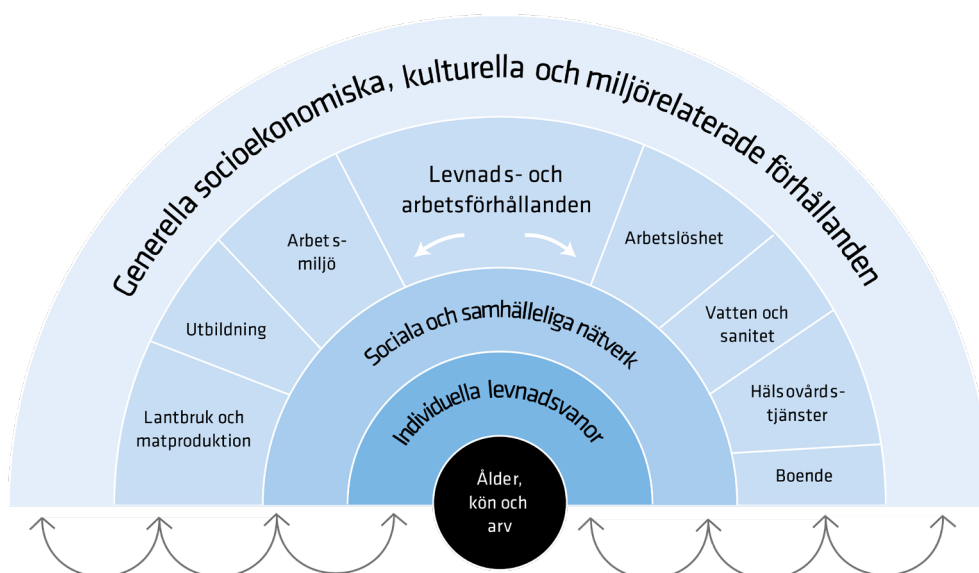 Generella socioekonomiska, kulturella och miljörelaterade förhållanden
Levnads- och
arbetsförhållanden
Lantbruk och
matproduktion
Utbildning
Arbets-
miljö
Arbetslöshet
Vatten och
sanitet
Hälsovårds-
tjänster
Boende
Sociala och samhälleliga nätverk
Individuella levnadsvanor
Ålder,
kön och
arv